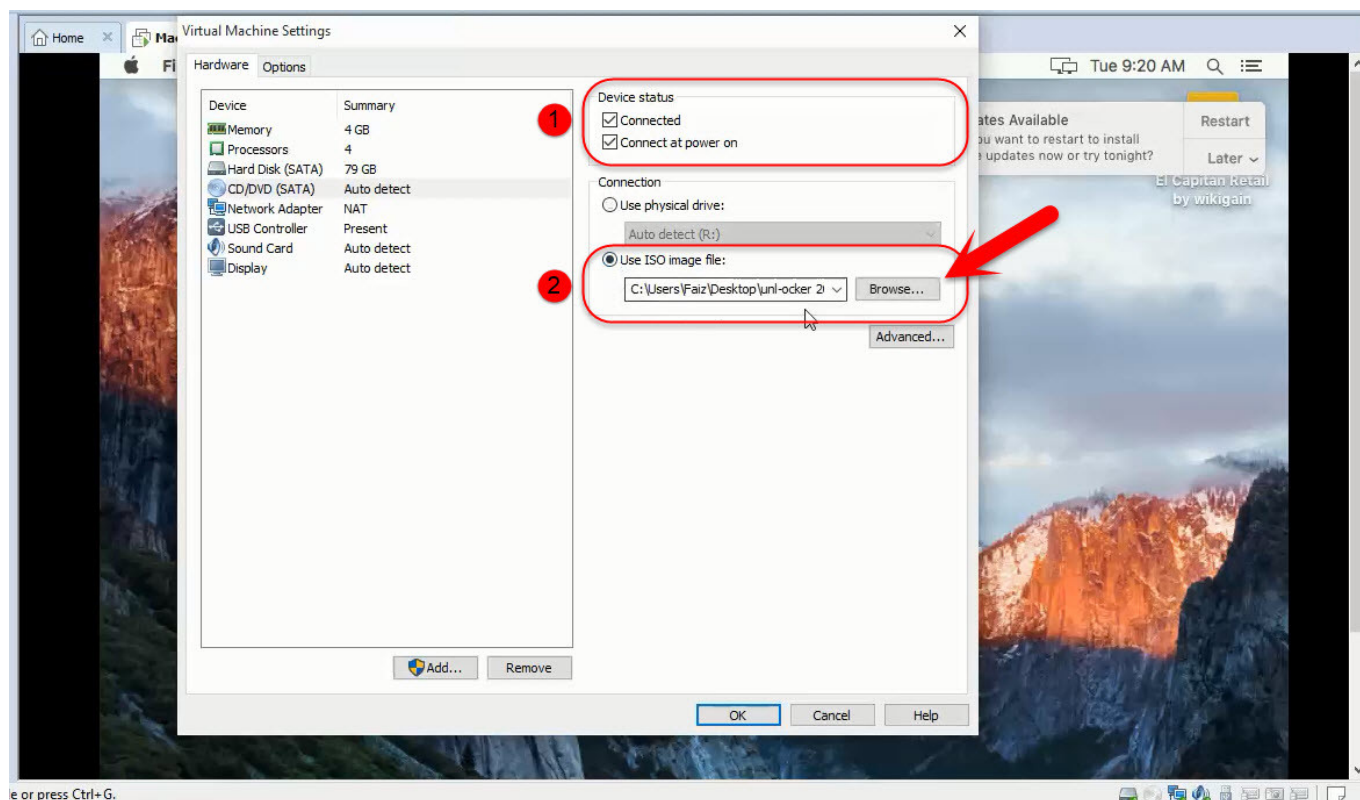 Home
Ma
Virtual Machine Settings
Fi
Tue 9:20 AM
Hardware
Options
Device Summary
Memory 4 GB
Processors 4
Hard Disk (SATA) 79 GB
CD/DVD (SATA) Auto detect
Network Adapter NAT
USB Controller Present
Sound Card Auto detect
Display Auto detect
Add...
Remove
1
Device status
Connected
Connect at power on
Connection
Use physical drive:
Auto detect (R:)
2
Use ISO image file:
C:\Users\Faiz\Desktop\unl-ocker 2
Browse...
Advanced...
OK
Cancel
Help
ates Available
ou want to restart to install
updates now or try tonight?
Restart
Later
El Capitan Retail
by wikigain
e or press Ctrl+G.